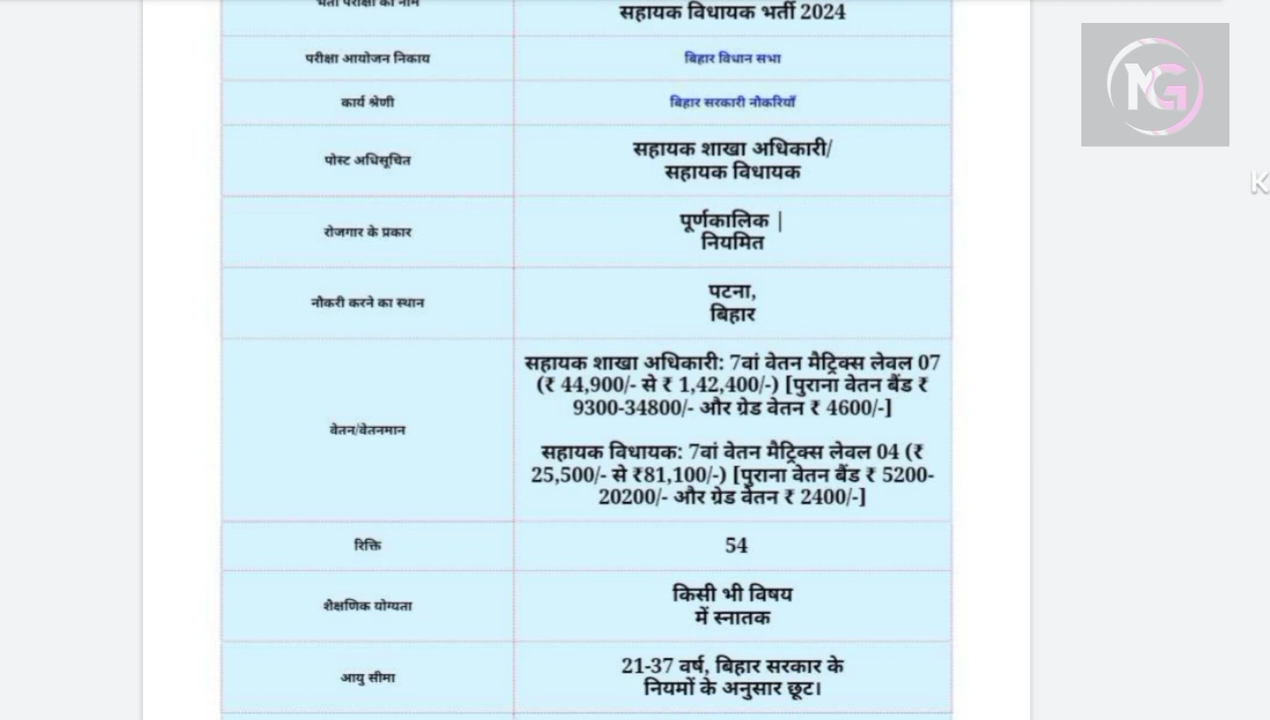 भर्ती परीक्षा का नाम
सहायक विधायक भर्ती 2024
परीक्षा आयोजन निकाय
बिहार विधान सभा
कार्य श्रेणी
बिहार सरकारी नौकरियाँ
पोस्ट अधिसूचित
सहायक शाखा अधिकारी/
सहायक विधायक
रोजगार के प्रकार
पूर्णकालिक |
नियमित
नौकरी करने का स्थान
पटना,
बिहार
वेतन/वेतनमान
सहायक शाखा अधिकारी: 7वां वेतन मैट्रिक्स लेवल 07
(₹ 44,900/- से ₹ 1,42,400/-) [पुराना वेतन बैंड ₹
9300-34800/- और ग्रेड वेतन ₹ 4600/-]
सहायक विधायक: 7वां वेतन मैट्रिक्स लेवल 04 (₹
25,500/- से ₹81,100/-) [पुराना वेतन बैंड ₹ 5200-
20200/- और ग्रेड वेतन ₹ 2400/-]
रिक्ति
54
शैक्षणिक योग्यता
किसी भी विषय
में स्नातक
आयु सीमा
21-37 वर्ष, बिहार सरकार के
नियमों के अनुसार छूट।
MG
K